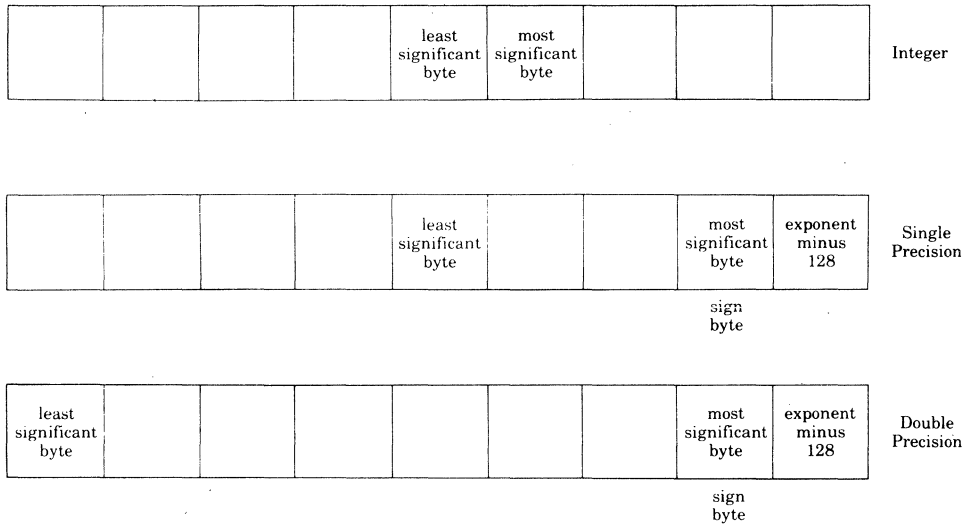 least
significant
byte
most
significant
byte
Integer
least
significant
byte
most
significant
byte
exponent
minus
128
Single
Precision
sign
byte
least
significant
byte
most
significant
byte
exponent
minus
128
Double
Precision
sign
byte